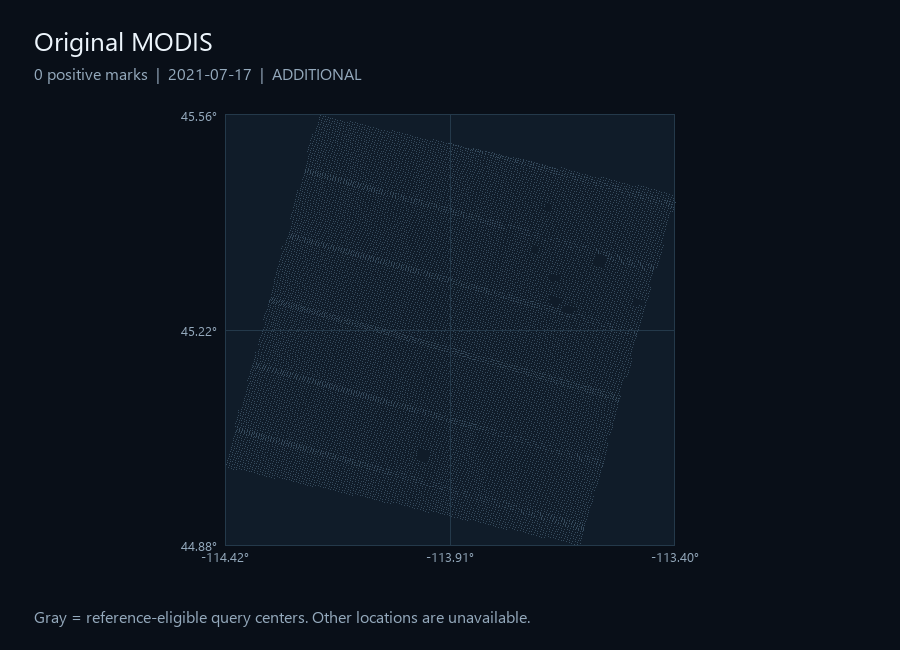 Original MODIS
0 positive marks | 2021-07-17 | ADDITIONAL
45.56°
45.22°
44.88°
-114.42°
-113.91°
-113.40°
Gray = reference-eligible query centers. Other locations are unavailable.